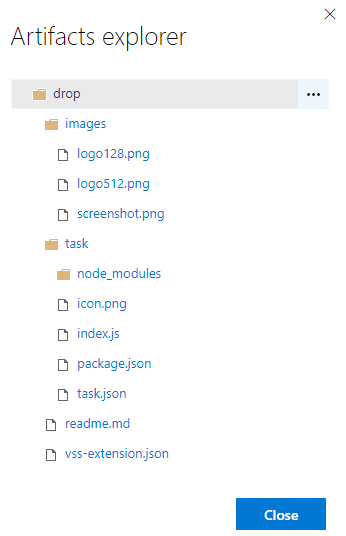 Artifacts explorer
drop
images
logo128.png
logo512.png
screenshot.png
task
node_modules
icon.png
index.js
package.json
task.json
readme.md
vss-extension.json
Close